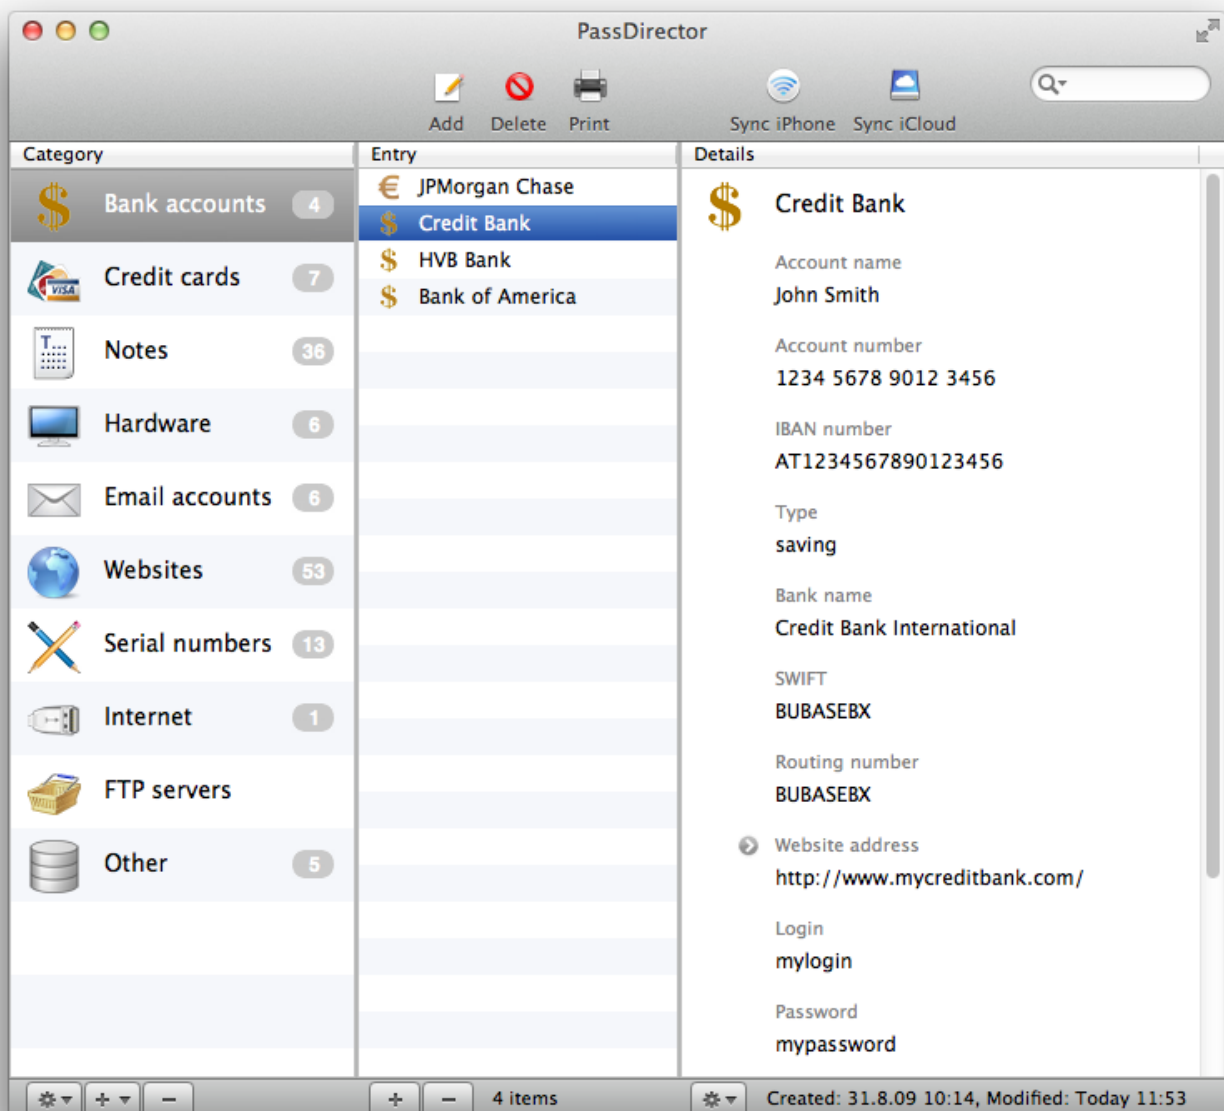 PassDirector
Add Delete Print Sync iPhone Sync iCloud
Category
Bank accounts 4
Credit cards 7
Notes 36
Hardware 6
Email accounts 6
Websites 53
Serial numbers 13
Internet 1
FTP servers
Other 5
Entry
JPMorgan Chase
Credit Bank
HVB Bank
Bank of America
Details
Credit Bank
Account name
John Smith
Account number
1234 5678 9012 3456
IBAN number
AT1234567890123456
Type
saving
Bank name
Credit Bank International
SWIFT
BUBASEBX
Routing number
BUBASEBX
Website address
http://www.mycreditbank.com/
Login
mylogin
Password
mypassword
4 items
Created: 31.8.09 10:14, Modified: Today 11:53